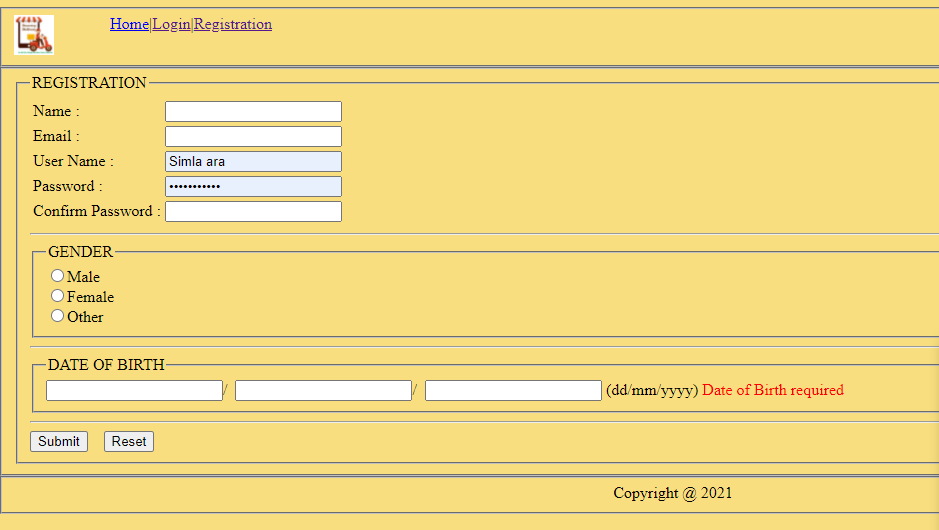 Home|Login|Registration
REGISTRATION
Name :
Email :
User Name : Simla ara
Password : •••••••••••
Confirm Password :
GENDER
Male
Female
Other
DATE OF BIRTH
/ / (dd/mm/yyyy) Date of Birth required
Submit Reset
Copyright @ 2021